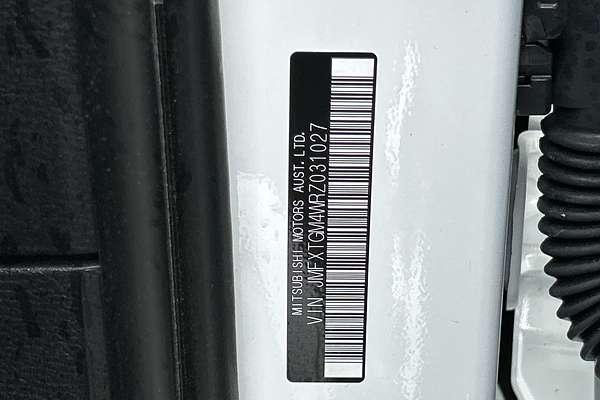 MITSUBISHI MOTORS AUST. LTD.
VIN JMFXTGM4WRZ031027